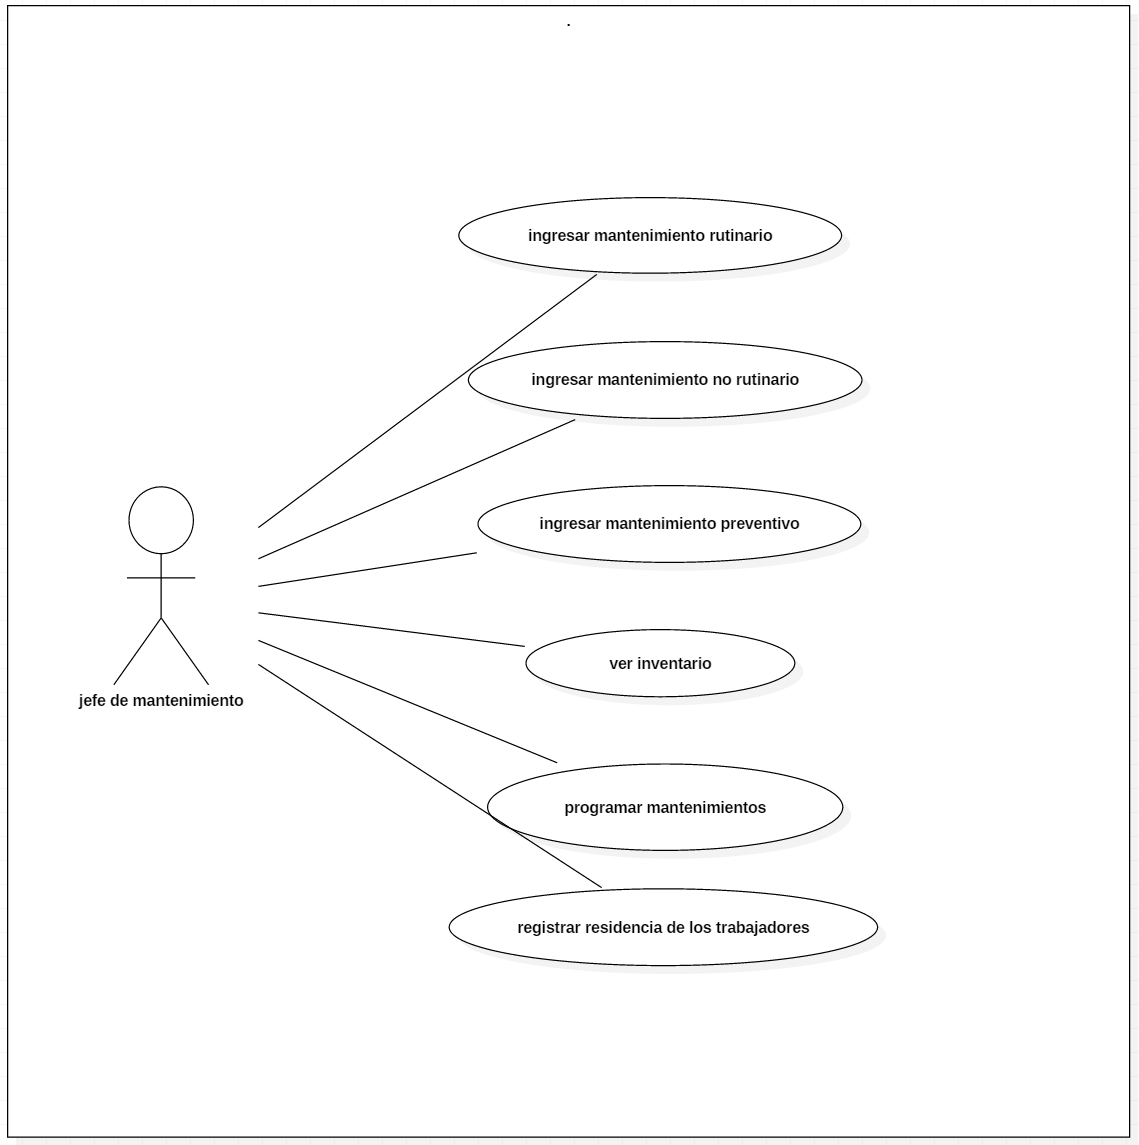 .
ingresar mantenimiento rutinario
ingresar mantenimiento no rutinario
ingresar mantenimiento preventivo
ver inventario
jefe de mantenimiento
programar mantenimientos
registrar residencia de los trabajadores